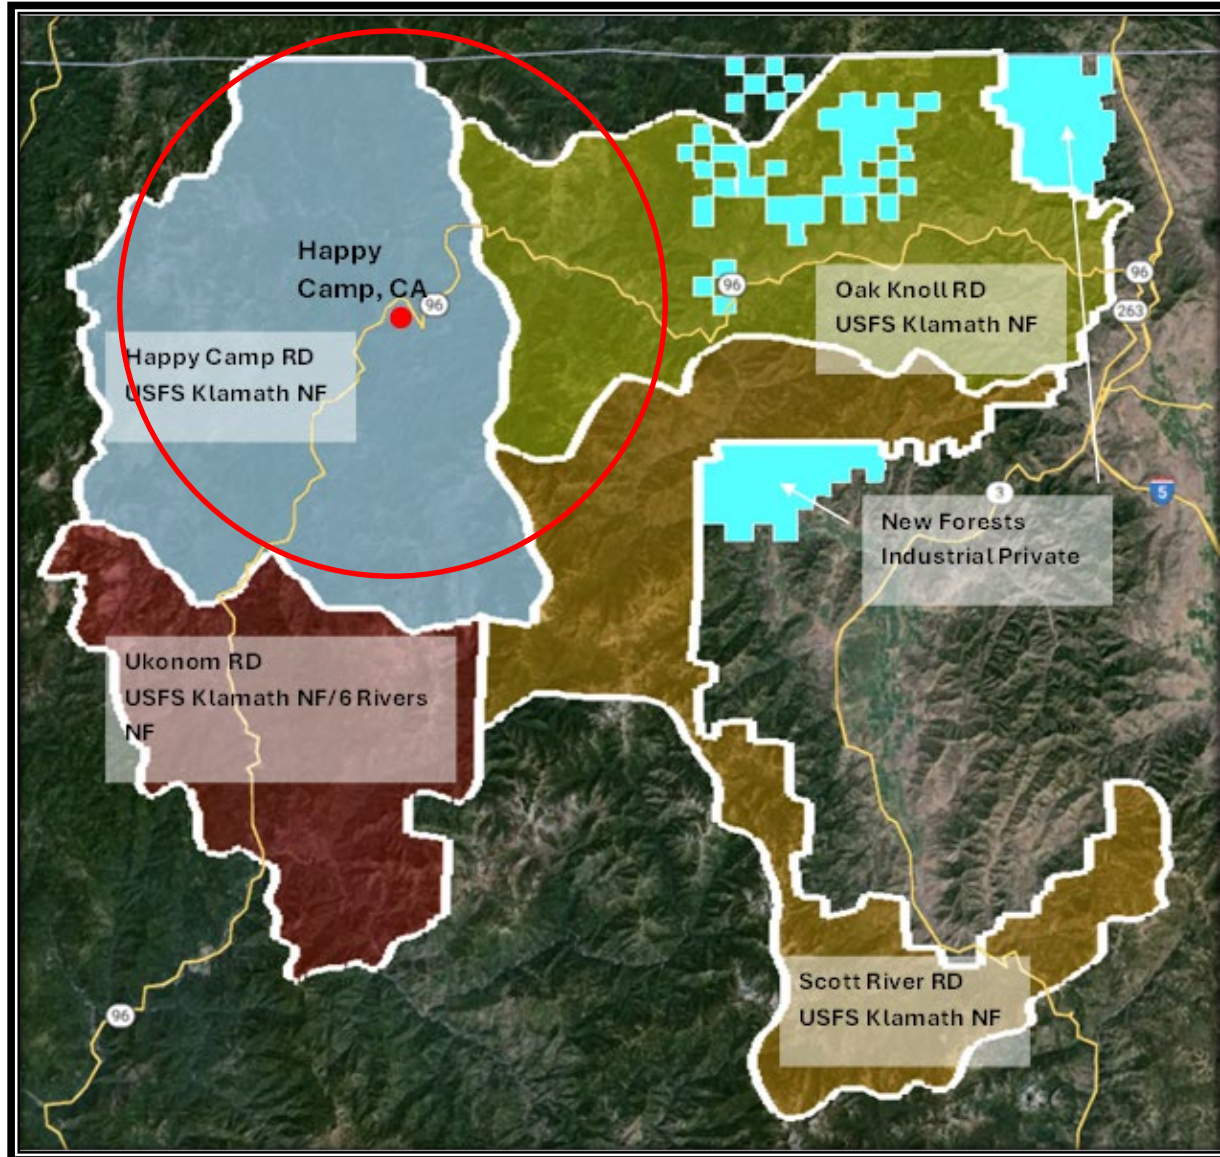 Happy
Camp, CA
96
Happy Camp RD
USFS Klamath NF
96
Oak Knoll RD
USFS Klamath NF
96
263
3
5
New Forests
Industrial Private
Ukonom RD
USFS Klamath NF/6 Rivers
NF
Scott River RD
USFS Klamath NF
96